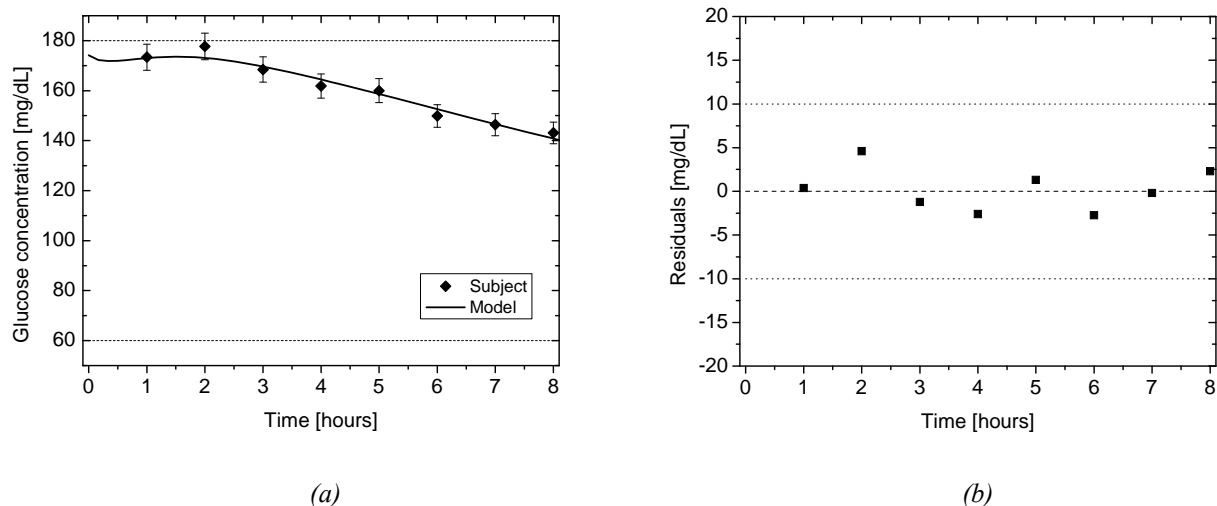 180
160
140
120
100
80
60
Glucose concentration [mg/dL]
Subject
Model
0 1 2 3 4 5 6 7 8
Time [hours]
(a)
20
15
10
5
0
-5
-10
-15
-20
Residuals [mg/dL]
0 1 2 3 4 5 6 7 8
Time [hours]
(b)